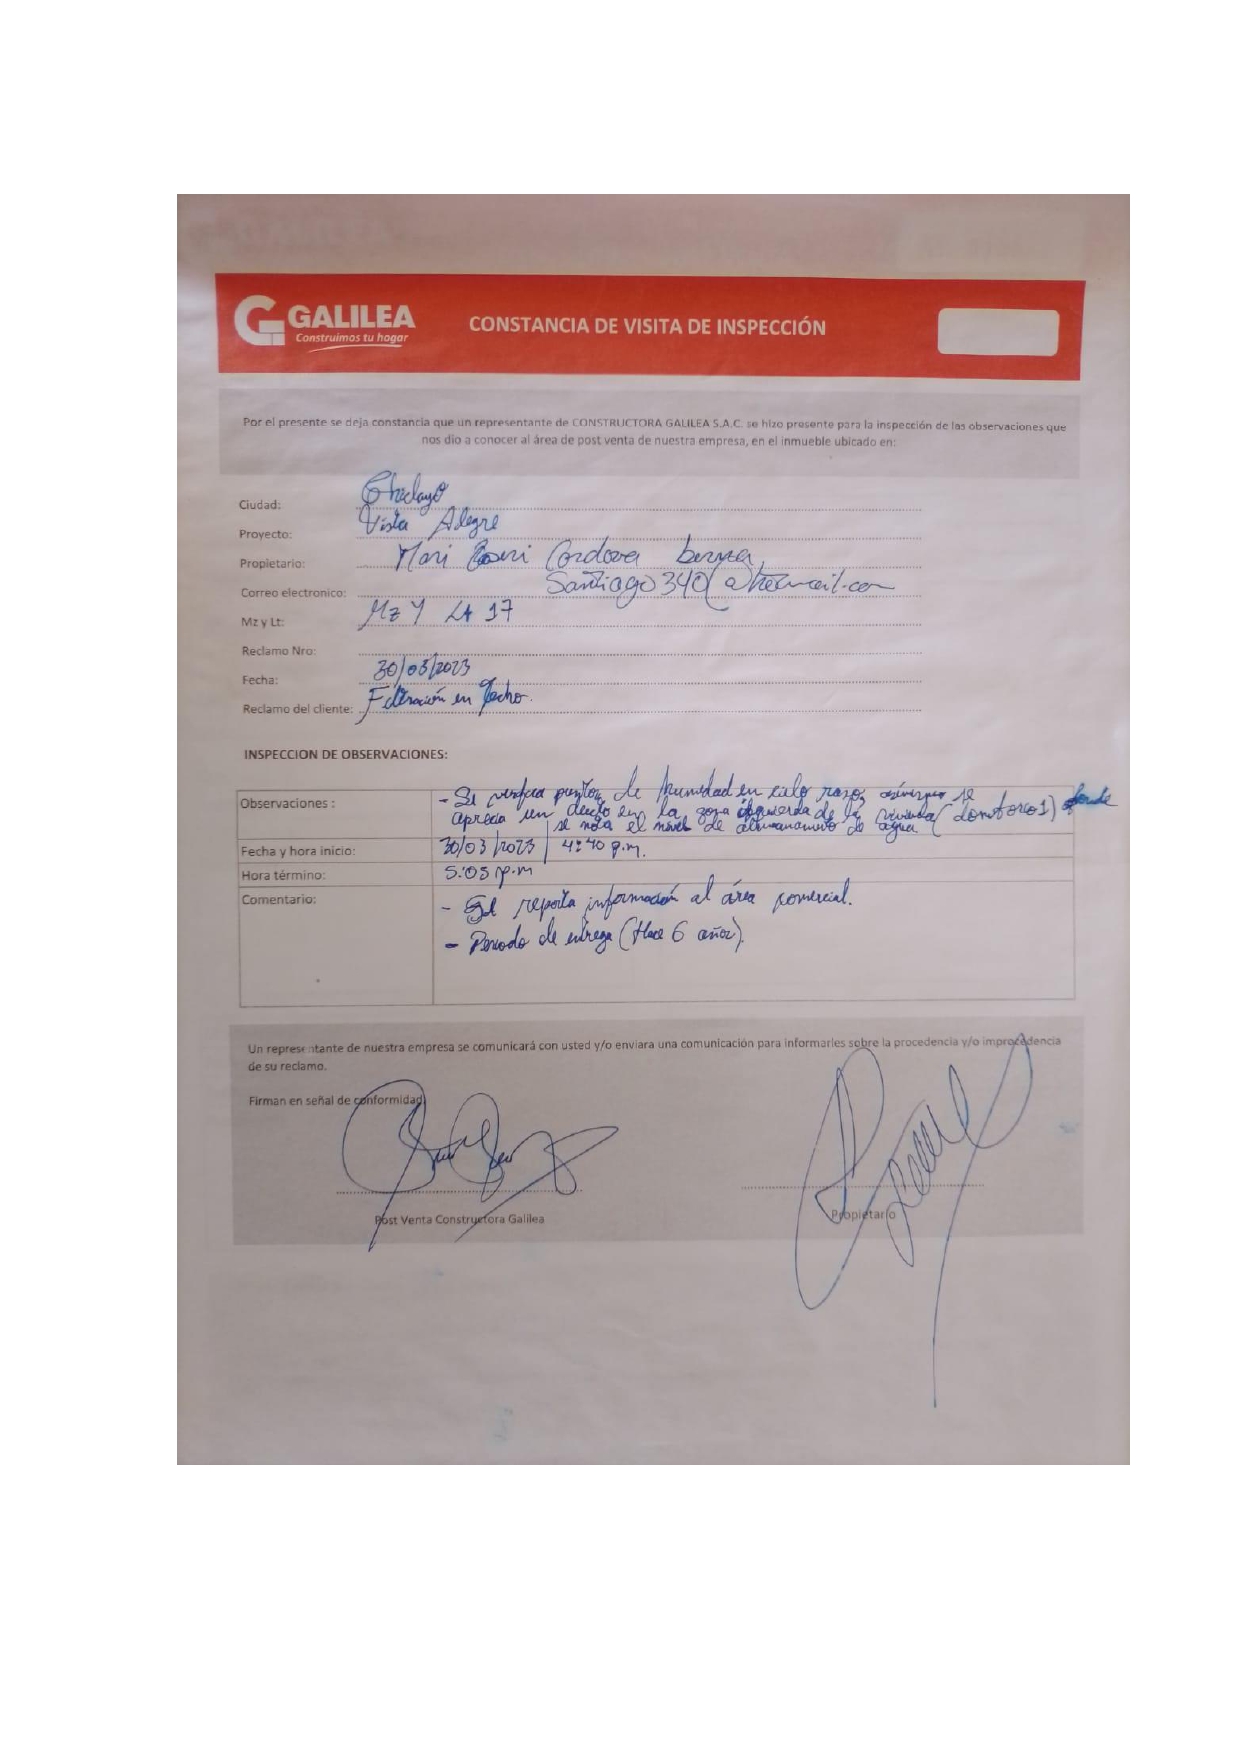 GALILEA
Construimos tu hogar
CONSTANCIA DE VISITA DE INSPECCIÓN
Por el presente se deja constancia que un representante de CONSTRUCTORA GALILEA S.A.C. se hizo presente para la inspección de las observaciones que
nos dio a conocer al área de post venta de nuestra empresa, en el inmueble ubicado en:
Ciudad: Chiclayo
Proyecto: Vista Alegre
Propietario: Mari Cordova
Correo electronico: Santiago340@hotmail.com
Mz y Lt: Mz Y Lt 17
Reclamo Nro:
Fecha: 30/03/2023
Reclamo del cliente: Filtración en techo.
INSPECCION DE OBSERVACIONES:
Observaciones : - Se verifica puntos de humedad en cielo raso, asimismo se
aprecia un en la zona izquierda de la vivienda (dormitorio 1) donde
se nota el nivel de almacenamiento de agua
Fecha y hora inicio: 30/03/2023 | 4:40 p.m.
Hora término: 5:05 p.m
Comentario: - Se reporta información al área comercial.
- Periodo de entrega (Hace 6 años).
Un representante de nuestra empresa se comunicará con usted y/o enviara una comunicación para informarles sobre la procedencia y/o improcedencia
de su reclamo.
Firman en señal de conformidad
Post Venta Constructora Galilea
Propietario